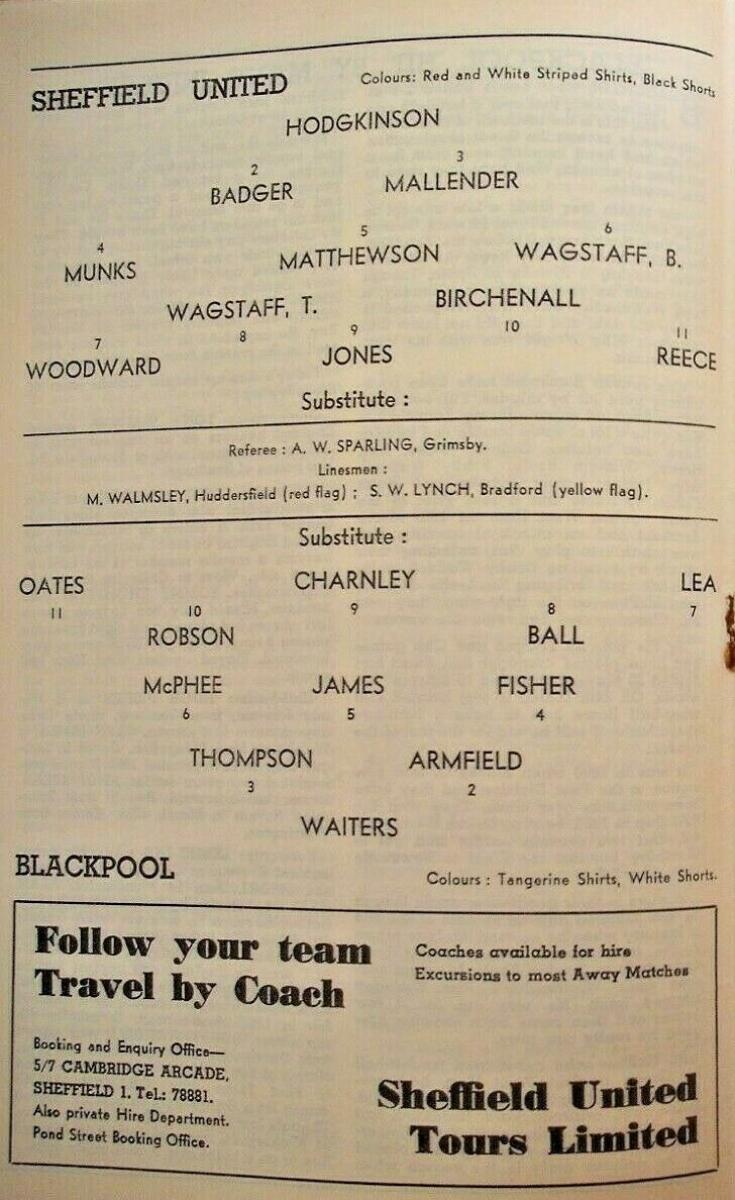 SHEFFIELD UNITED Colours: Red and White Striped Shirts, Black Shorts
HODGKINSON
2 3
BADGER MALLENDER
4 5 6
MUNKS MATTHEWSON WAGSTAFF, B.
WAGSTAFF, T. BIRCHENALL
8 10
7 9 11
WOODWARD JONES REECE
Substitute :
Referee : A. W. SPARLING, Grimsby.
Linesmen :
M. WALMSLEY, Huddersfield (red flag) ; S. W. LYNCH, Bradford (yellow flag).
Substitute :
OATES CHARNLEY LEA
11 9 7
10 8
ROBSON BALL
McPHEE JAMES FISHER
6 5 4
THOMPSON ARMFIELD
3 2
WAITERS
BLACKPOOL Colours : Tangerine Shirts, White Shorts.
Follow your team
Travel by Coach
Coaches available for hire
Excursions to most Away Matches
Booking and Enquiry Office—
5/7 CAMBRIDGE ARCADE,
SHEFFIELD 1. TeL: 78881.
Also private Hire Department.
Pond Street Booking Office.
Sheffield United
Tours Limited